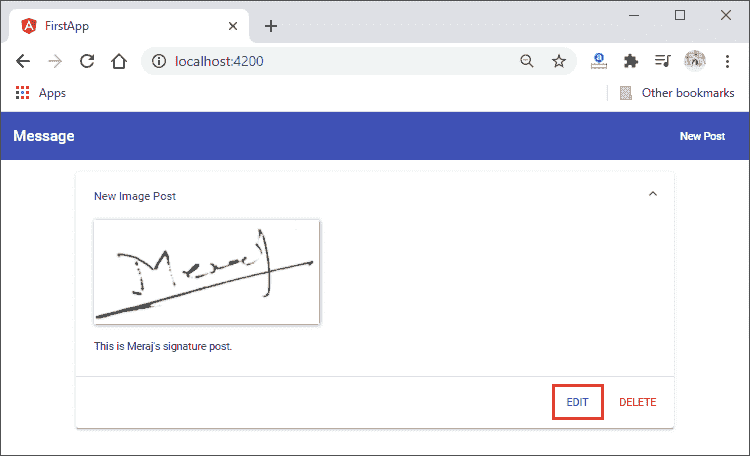 FirstApp
localhost:4200
Apps
Other bookmarks
Message
New Post
New Image Post
Meraj
This is Meraj's signature post.
EDIT DELETE